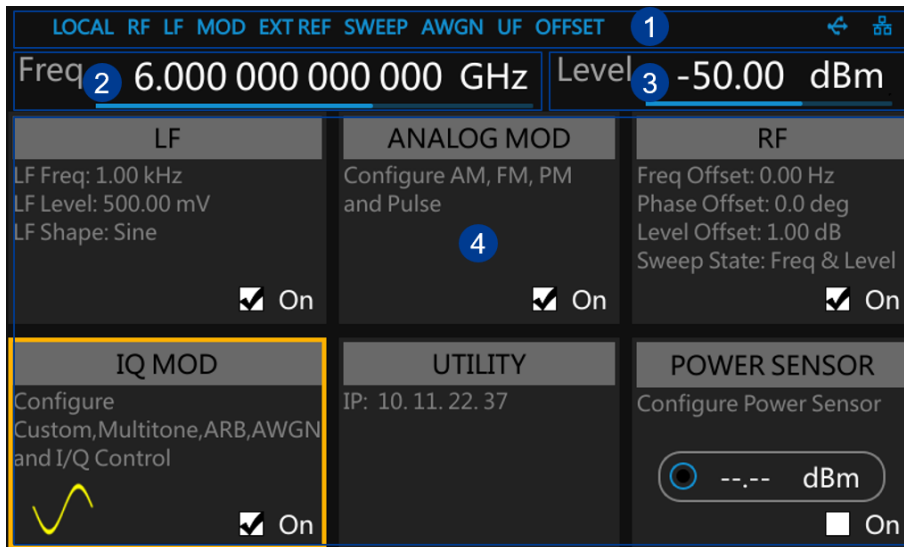 LOCAL RF LF MOD EXT REF SWEEP AWGN UF OFFSET 1
Freq 2 6.000 000 000 000 GHz
Level 3 -50.00 dBm
LF
LF Freq: 1.00 kHz
LF Level: 500.00 mV
LF Shape: Sine
On
ANALOG MOD
Configure AM, FM, PM
and Pulse
4
On
RF
Freq Offset: 0.00 Hz
Phase Offset: 0.0 deg
Level Offset: 1.00 dB
Sweep State: Freq & Level
On
IQ MOD
Configure
Custom,Multitone,ARB,AWGN
and I/Q Control
On
UTILITY
IP: 10. 11. 22. 37
POWER SENSOR
Configure Power Sensor
--.-- dBm
On